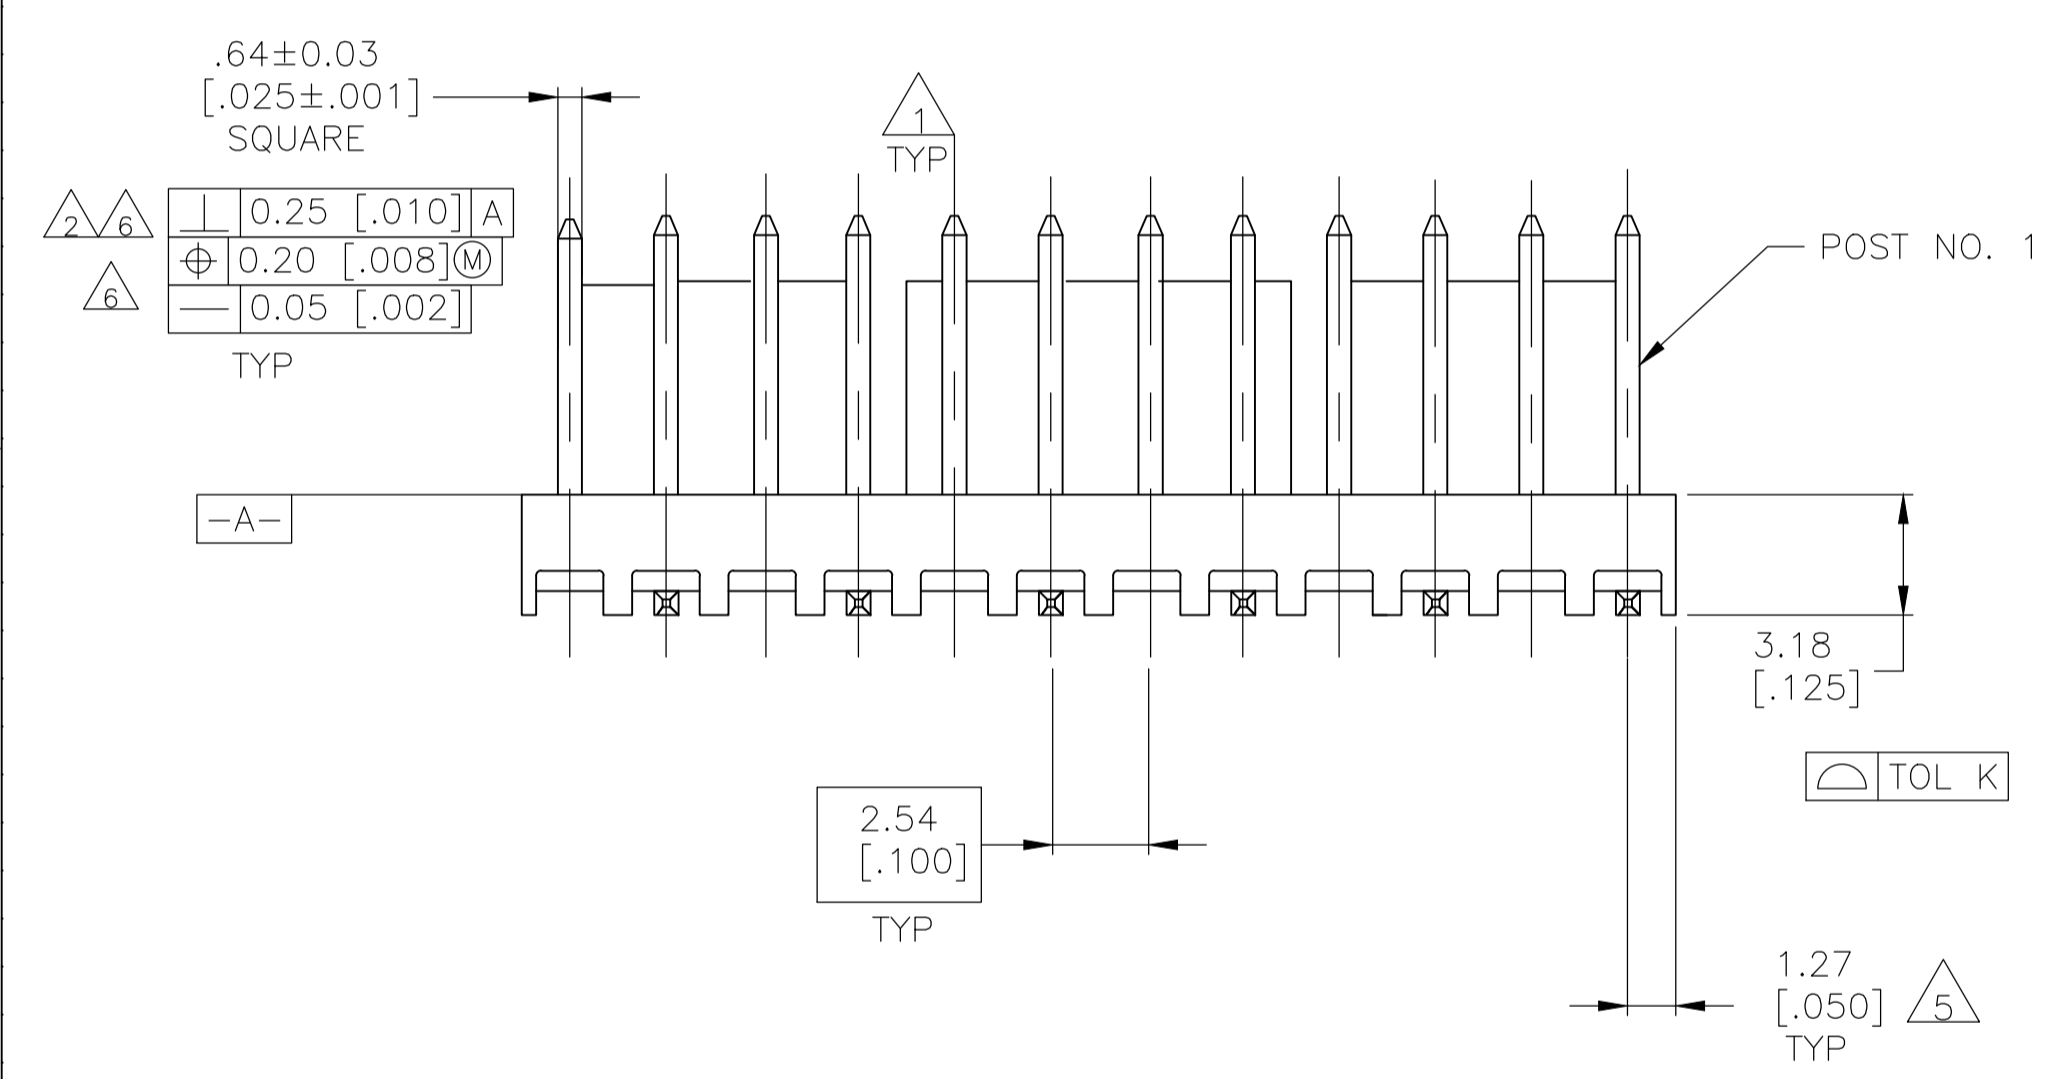 .64±0.03
[.025±.001]
SQUARE
1
TYP
2 6 ⊥ 0.25 [.010] A
⌖ 0.20 [.008] Ⓜ
6
— 0.05 [.002]
TYP
POST NO. 1
-A-
3.18
[.125]
⌓ TOL K
2.54
[.100]
TYP
1.27
[.050] 5
TYP